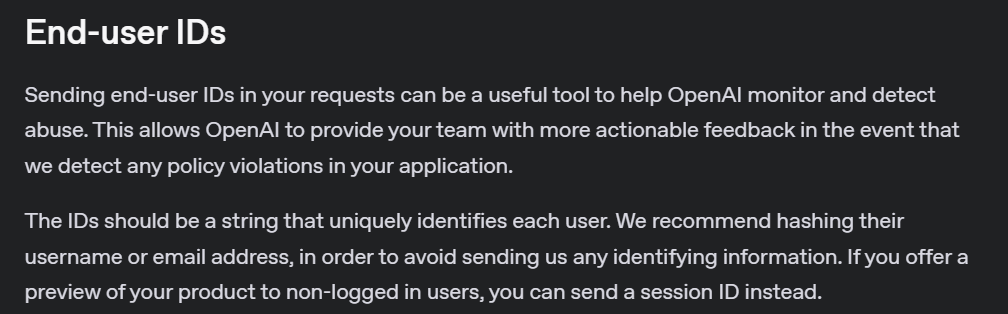 End-user IDs
Sending end-user IDs in your requests can be a useful tool to help OpenAI monitor and detect
abuse. This allows OpenAI to provide your team with more actionable feedback in the event that
we detect any policy violations in your application.
The IDs should be a string that uniquely identifies each user. We recommend hashing their
username or email address, in order to avoid sending us any identifying information. If you offer a
preview of your product to non-logged in users, you can send a session ID instead.